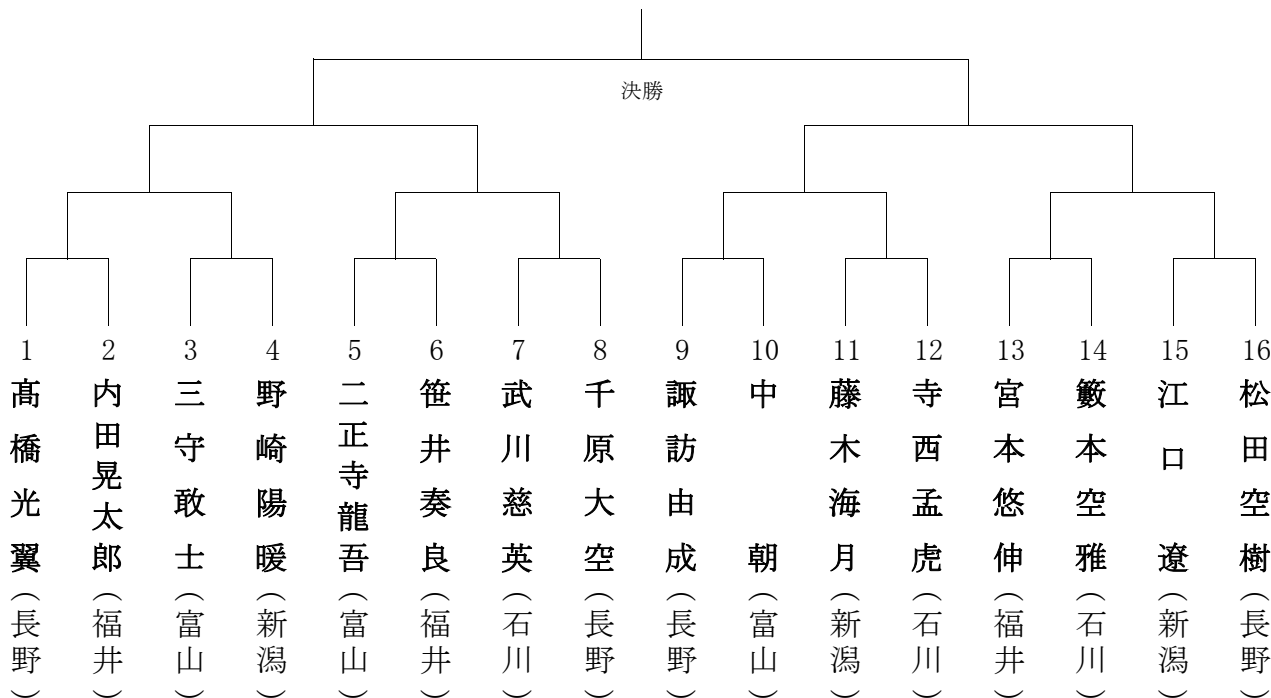 決勝
1 髙橋光翼（長野）
2 内田晃太郎（福井）
3 三守敢士（富山）
4 野崎陽暖（新潟）
5 二正寺龍吾（富山）
6 笹井奏良（福井）
7 武川慈英（石川）
8 千原大空（長野）
9 諏訪由成（長野）
10 中　朝（富山）
11 藤木海月（新潟）
12 寺西孟虎（石川）
13 宮本悠伸（福井）
14 籔本空雅（石川）
15 江口　遼（新潟）
16 松田空樹（長野）